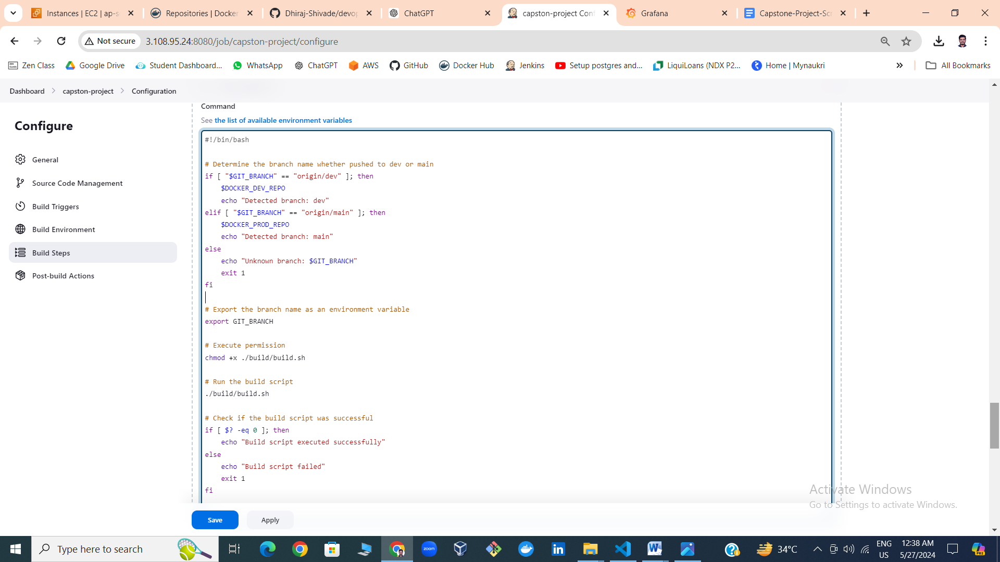 Instances | EC2 | ap-s
Repositories | Docker
Dhiraj-Shivade/devop
ChatGPT
capston-project Conf
Grafana
Capstone-Project-Scr
Not secure
3.108.95.24:8080/job/capston-project/configure
Zen Class
Google Drive
Student Dashboard...
WhatsApp
ChatGPT
AWS
GitHub
Docker Hub
Jenkins
Setup postgres and...
LiquiLoans (NDX P2...
Home | Mynaukri
All Bookmarks
Dashboard
capston-project
Configuration
Configure
General
Source Code Management
Build Triggers
Build Environment
Build Steps
Post-build Actions
Command
See the list of available environment variables
#!/bin/bash
# Determine the branch name whether pushed to dev or main
if [ "$GIT_BRANCH" == "origin/dev" ]; then
    $DOCKER_DEV_REPO
    echo "Detected branch: dev"
elif [ "$GIT_BRANCH" == "origin/main" ]; then
    $DOCKER_PROD_REPO
    echo "Detected branch: main"
else
    echo "Unknown branch: $GIT_BRANCH"
    exit 1
fi
# Export the branch name as an environment variable
export GIT_BRANCH
# Execute permission
chmod +x ./build/build.sh
# Run the build script
./build/build.sh
# Check if the build script was successful
if [ $? -eq 0 ]; then
    echo "Build script executed successfully"
else
    echo "Build script failed"
    exit 1
fi
Save
Apply
Activate Windows
Go to Settings to activate Windows.
Type here to search
zoom
34°C
ENG
US
12:38 AM
5/27/2024
PRE